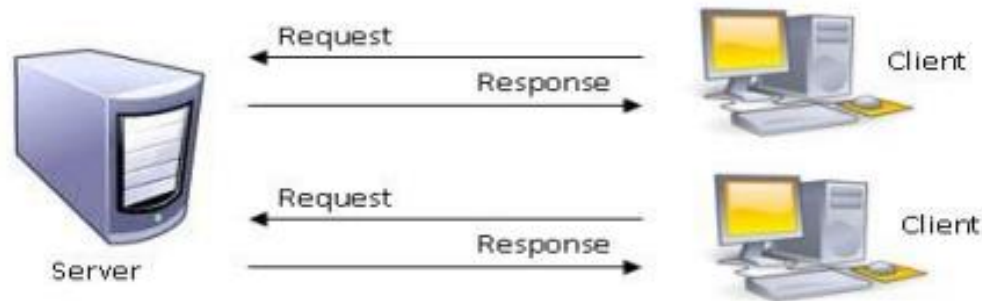 Request
Client
Response
Request
Client
Response
Server